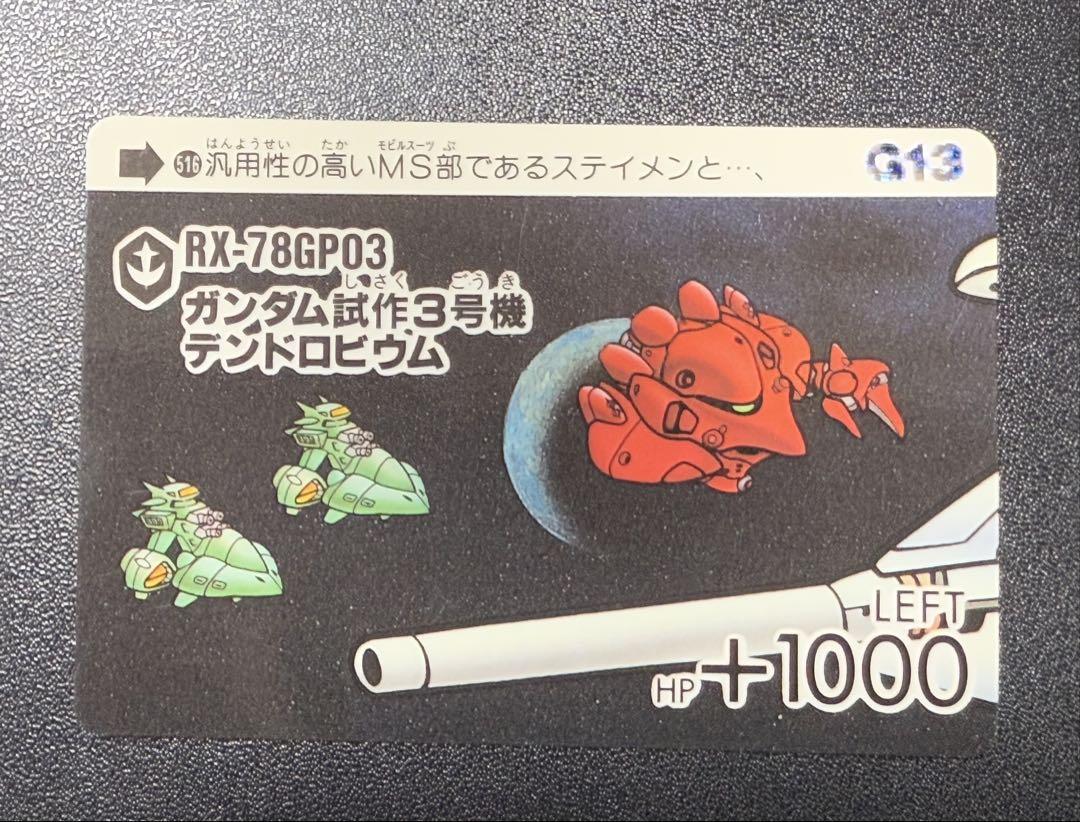 516 汎用性の高いMS部であるステイメンと…、
はんようせい たか モビルスーツ ぶ
G13
RX-78GP03
しさく ごうき
ガンダム試作3号機
デンドロビウム
LEFT
HP +1000